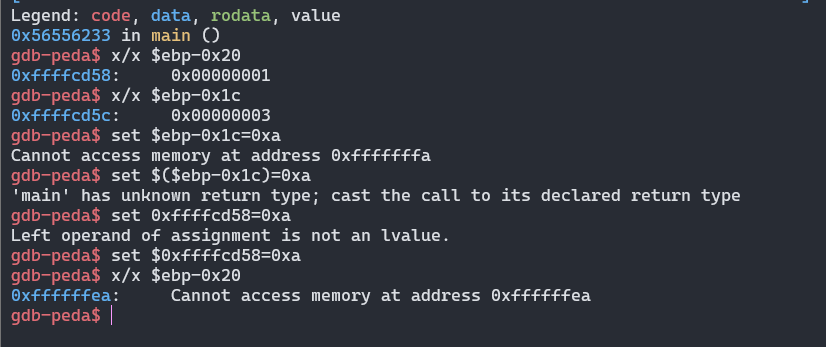 Legend: code, data, rodata, value
0x56556233 in main ()
gdb-peda$ x/x $ebp-0x20
0xffffcd58:     0x00000001
gdb-peda$ x/x $ebp-0x1c
0xffffcd5c:     0x00000003
gdb-peda$ set $ebp-0x1c=0xa
Cannot access memory at address 0xfffffffa
gdb-peda$ set $($ebp-0x1c)=0xa
'main' has unknown return type; cast the call to its declared return type
gdb-peda$ set 0xffffcd58=0xa
Left operand of assignment is not an lvalue.
gdb-peda$ set $0xffffcd58=0xa
gdb-peda$ x/x $ebp-0x20
0xffffffea:     Cannot access memory at address 0xffffffea
gdb-peda$